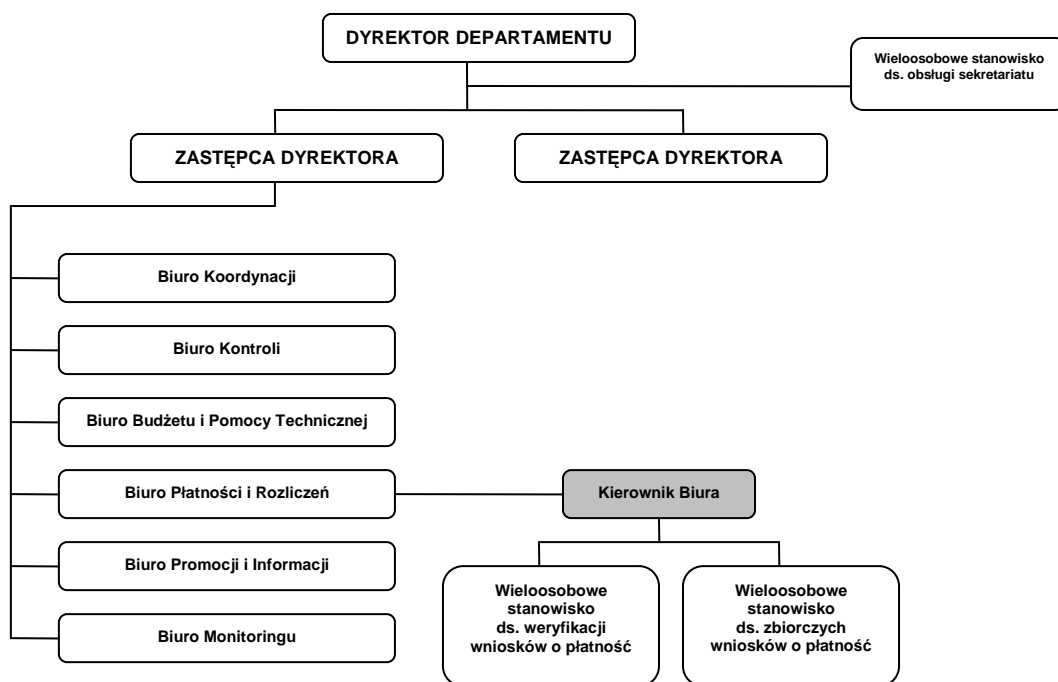 DYREKTOR DEPARTAMENTU
Wieloosobowe stanowisko
ds. obsługi sekretariatu
ZASTĘPCA DYREKTORA
ZASTĘPCA DYREKTORA
Biuro Koordynacji
Biuro Kontroli
Biuro Budżetu i Pomocy Technicznej
Biuro Płatności i Rozliczeń
Kierownik Biura
Biuro Promocji i Informacji
Biuro Monitoringu
Wieloosobowe
stanowisko
ds. weryfikacji
wniosków o płatność
Wieloosobowe
stanowisko
ds. zbiorczych
wniosków o płatność